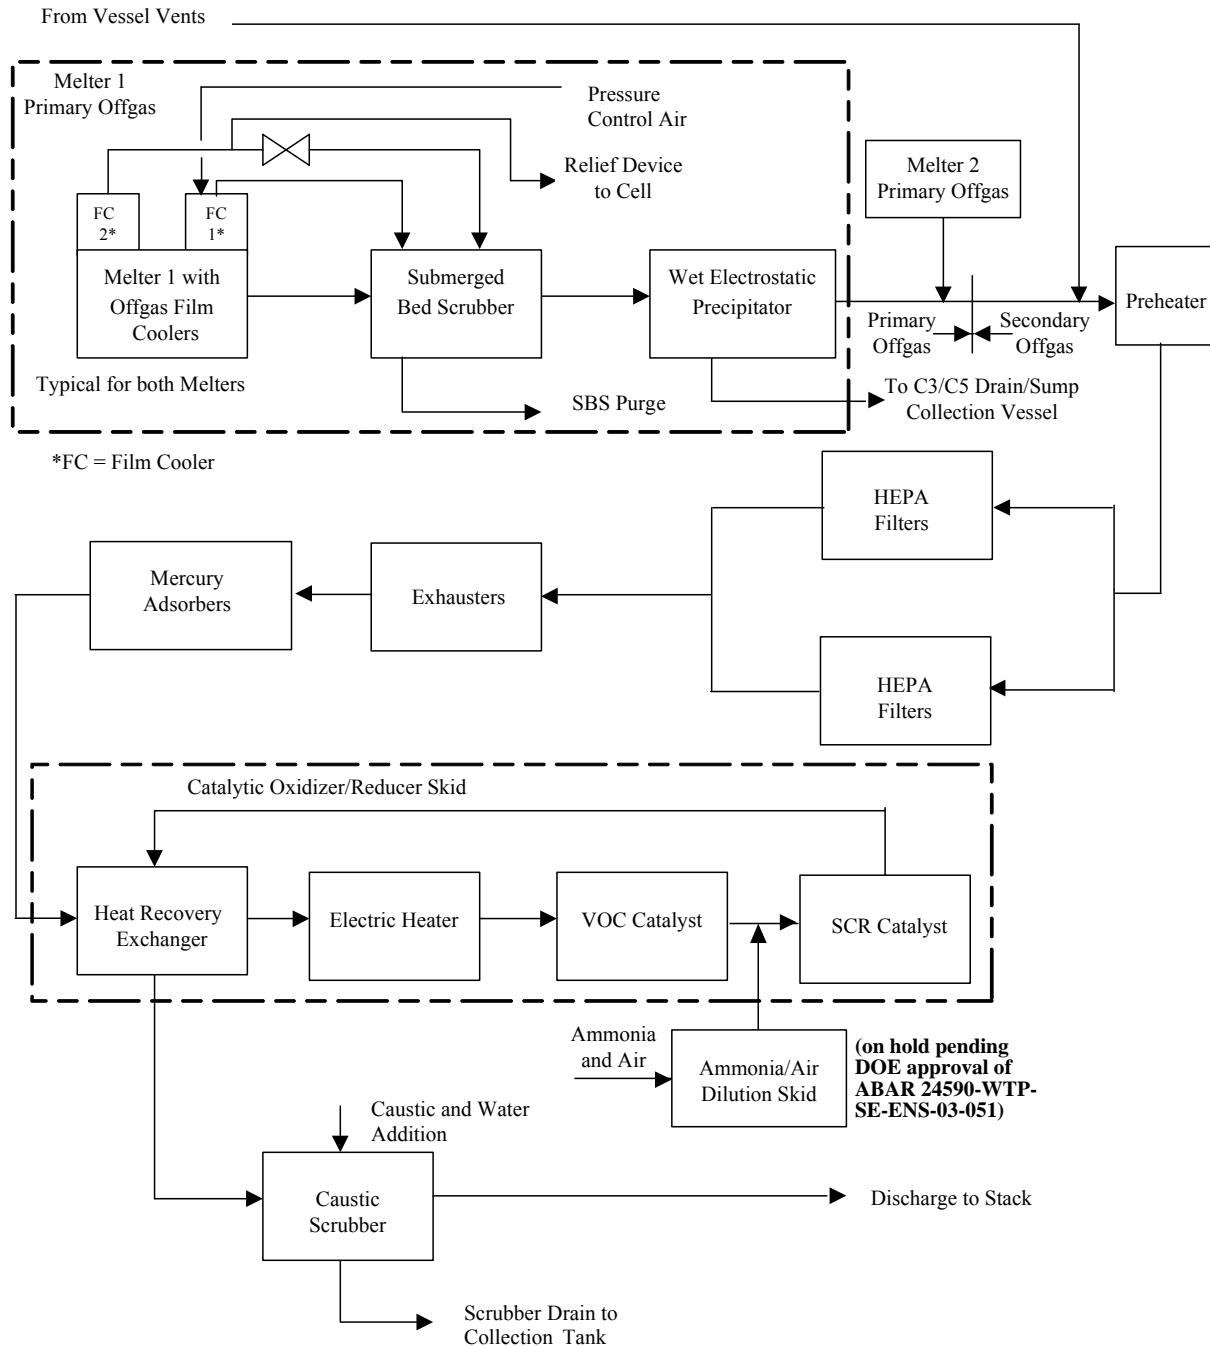 From Vessel Vents
Melter 1
Primary Offgas
Pressure
Control Air
Relief Device
to Cell
Melter 2
Primary Offgas
FC
2*
FC
1*
Melter 1 with
Offgas Film
Coolers
Submerged
Bed Scrubber
Wet Electrostatic
Precipitator
Preheater
Primary
Offgas
Secondary
Offgas
Typical for both Melters
SBS Purge
To C3/C5 Drain/Sump
Collection Vessel
*FC = Film Cooler
HEPA
Filters
Mercury
Adsorbers
Exhausters
HEPA
Filters
Catalytic Oxidizer/Reducer Skid
Heat Recovery
Exchanger
Electric Heater
VOC Catalyst
SCR Catalyst
Ammonia
and Air
Ammonia/Air
Dilution Skid
(on hold pending
DOE approval of
ABAR 24590-WTP-
SE-ENS-03-051)
Caustic and Water
Addition
Caustic
Scrubber
Discharge to Stack
Scrubber Drain to
Collection Tank